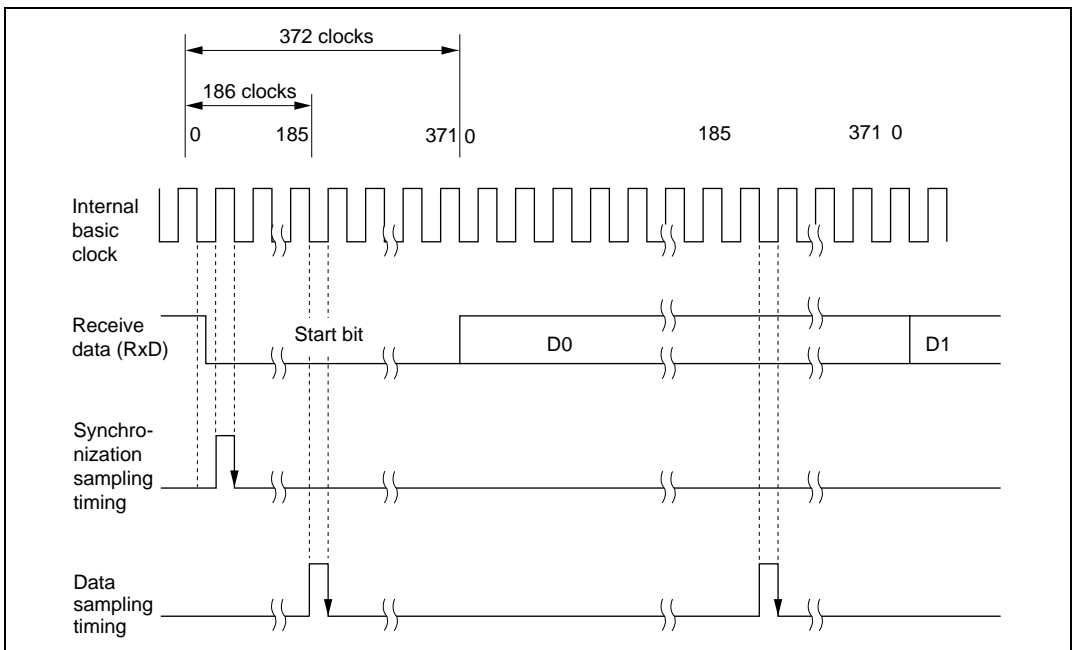 372 clocks
186 clocks
0 185 371 0 185 371 0
Internal
basic
clock
Receive
data (RxD)
Start bit
D0
D1
Synchro-
nization
sampling
timing
Data
sampling
timing